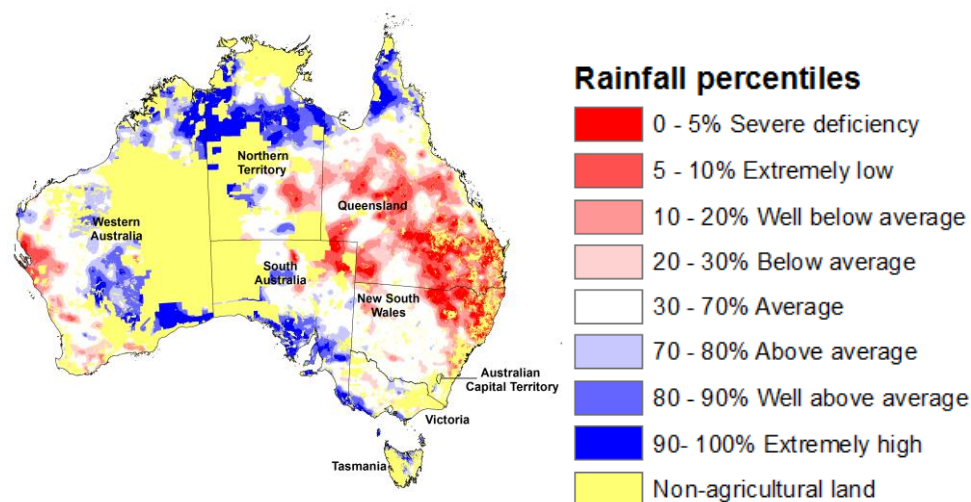 Northern
Territory
Queensland
Western
Australia
South
Australia
New South
Wales
Australian
Capital Territory
Victoria
Tasmania
Rainfall percentiles
0 - 5% Severe deficiency
5 - 10% Extremely low
10 - 20% Well below average
20 - 30% Below average
30 - 70% Average
70 - 80% Above average
80 - 90% Well above average
90- 100% Extremely high
Non-agricultural land